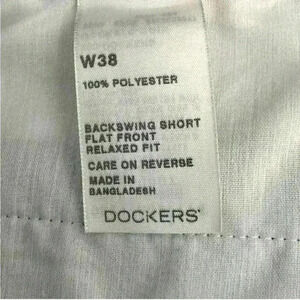 W38
100% POLYESTER
BACKSWING SHORT
FLAT FRONT
RELAXED FIT
CARE ON REVERSE
MADE IN
BANGLADESH
DOCKERS®